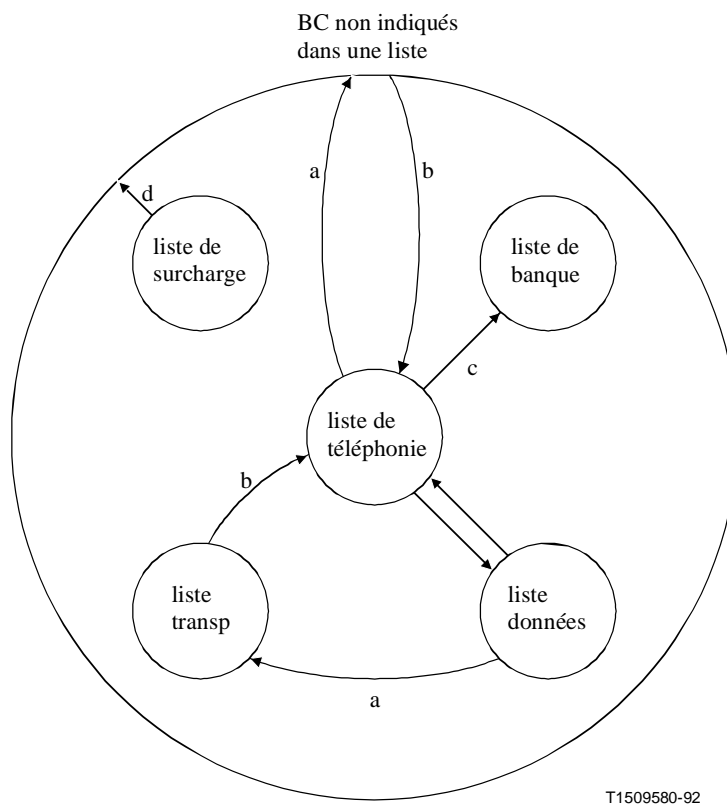 BC non indiqués
dans une liste
a
b
d
liste de
surcharge
liste de
banque
c
liste de
téléphonie
b
liste
transp
liste
données
a
T1509580-92